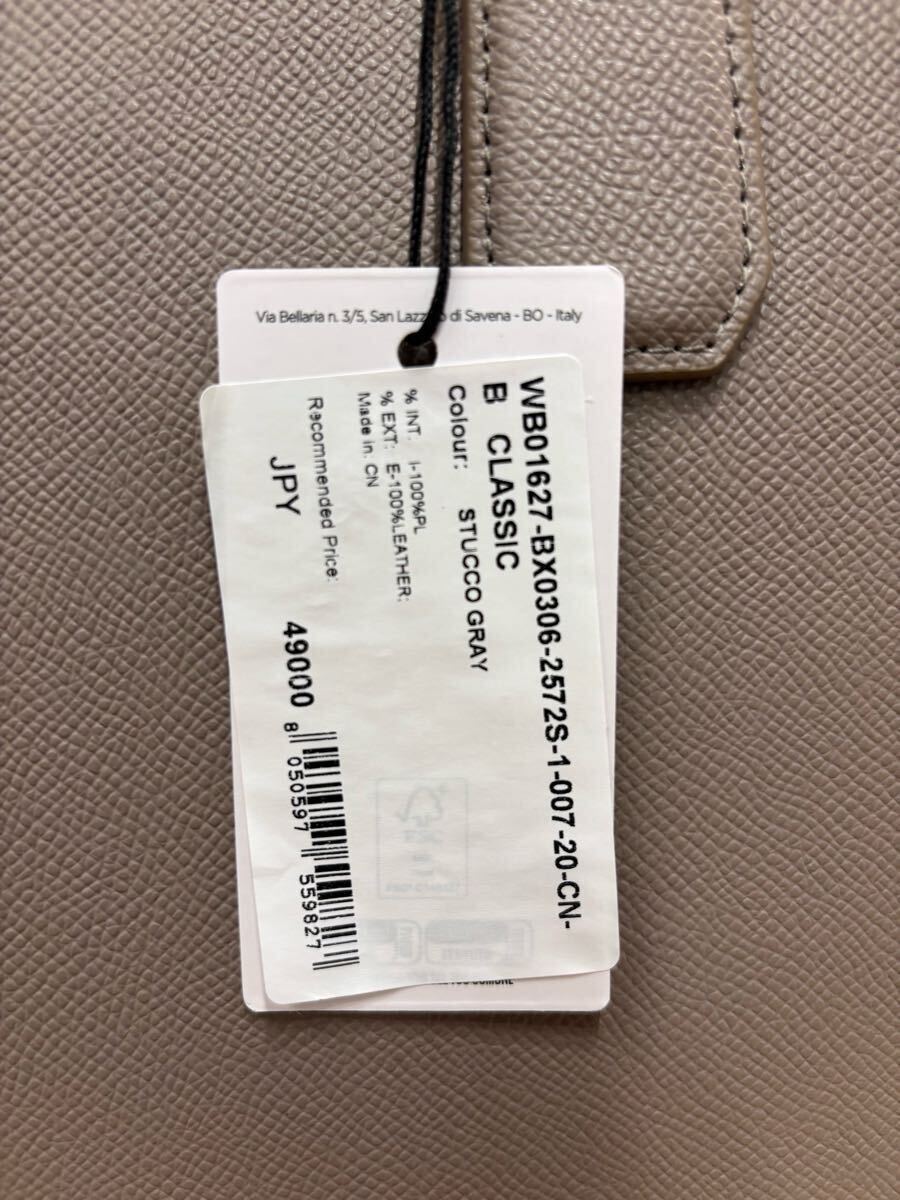 Via Bellaria n. 3/5, San Lazz o di Savena - BO - Italy
WB01627-BX0306-2572S-1-007-20-CN-
B CLASSIC
Colour: STUCCO GRAY
% INT: I-100%PL
% EXT: E-100%LEATHER:
Made in: CN
Recommended Price:
JPY 49000
8 050597 559827